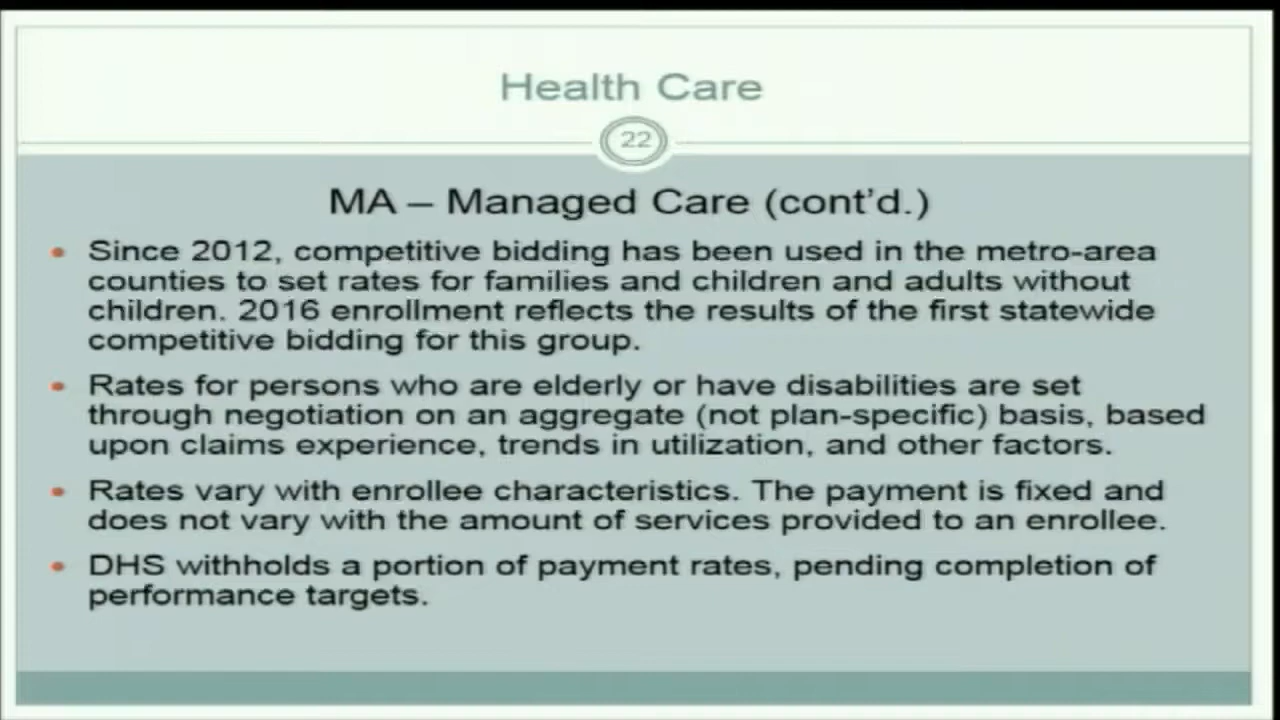 Health Care
22
MA – Managed Care (cont'd.)
• Since 2012, competitive bidding has been used in the metro-area
counties to set rates for families and children and adults without
children. 2016 enrollment reflects the results of the first statewide
competitive bidding for this group.
• Rates for persons who are elderly or have disabilities are set
through negotiation on an aggregate (not plan-specific) basis, based
upon claims experience, trends in utilization, and other factors.
• Rates vary with enrollee characteristics. The payment is fixed and
does not vary with the amount of services provided to an enrollee.
• DHS withholds a portion of payment rates, pending completion of
performance targets.